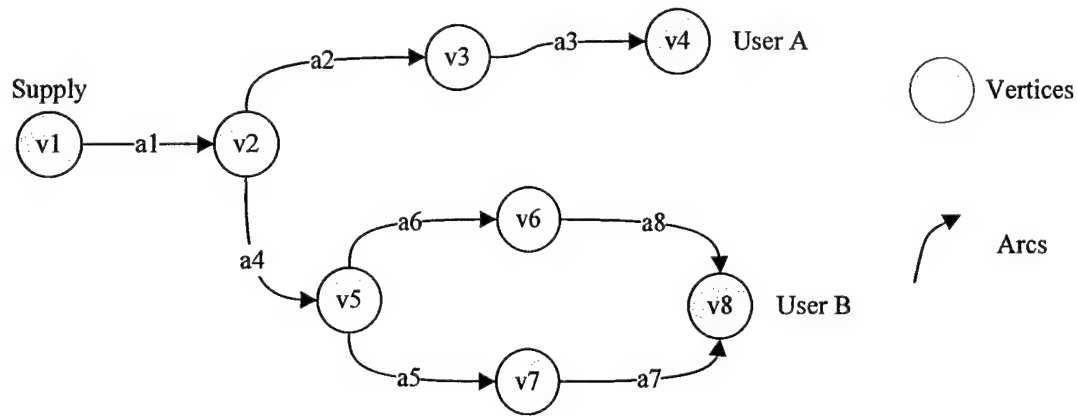 a2
v3
a3
v4
User A
Supply
v1
a1
v2
Vertices
a6
v6
a8
a4
v5
v8
User B
Arcs
a5
v7
a7